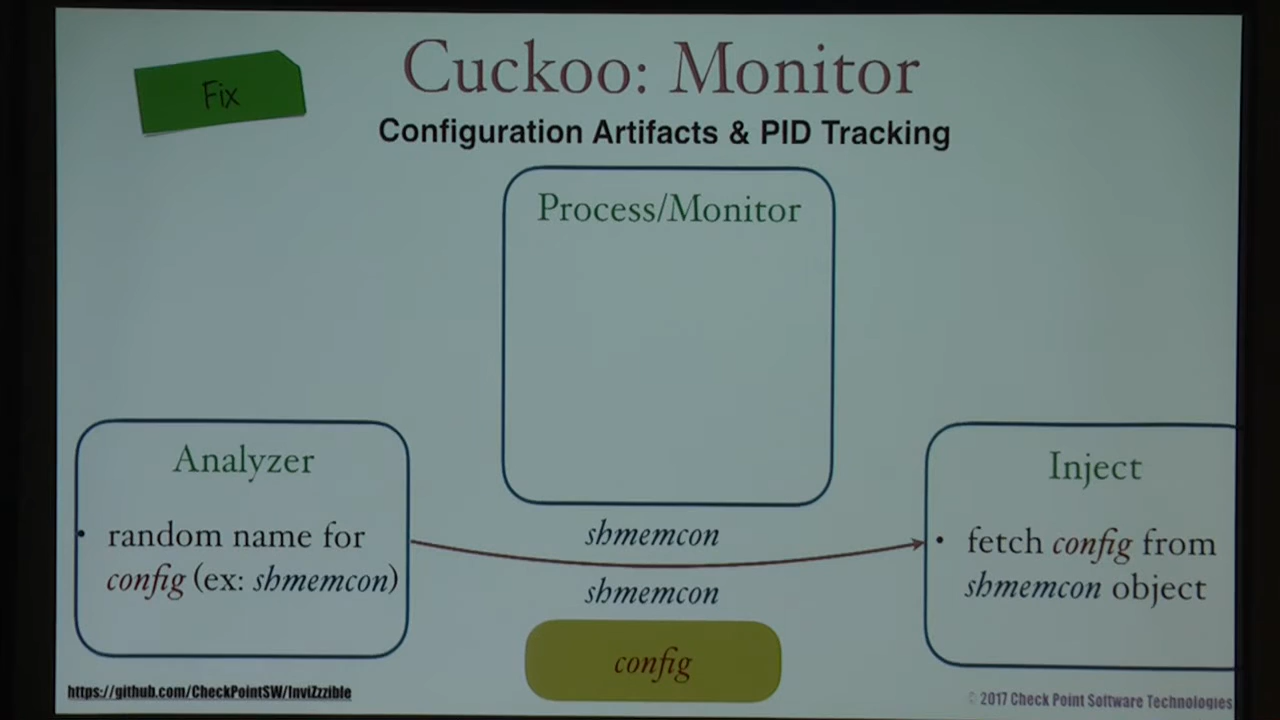 Fix
Cuckoo: Monitor
Configuration Artifacts & PID Tracking
Process/Monitor
Analyzer
• random name for
config (ex: shmemcon)
shmemcon
shmemcon
config
Inject
• fetch config from
shmemcon object
https://github.com/CheckPointSW/InviZzzible
© 2017 Check Point Software Technologies